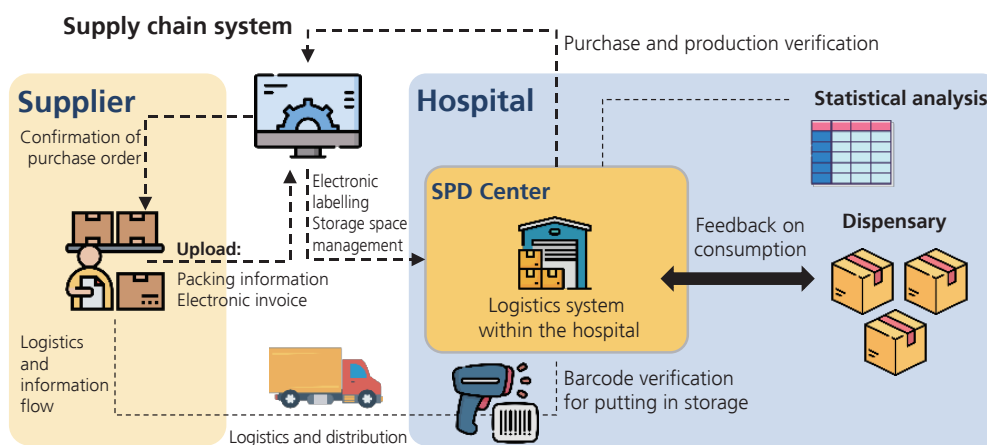 Supply chain system
Purchase and production verification
Supplier
Hospital
Statistical analysis
Confirmation of
purchase order
Electronic
labelling
Storage space
management
SPD Center
Dispensary
Feedback on
consumption
Upload:
Packing information
Electronic invoice
Logistics system
within the hospital
Logistics
and
information
flow
Barcode verification
for putting in storage
Logistics and distribution